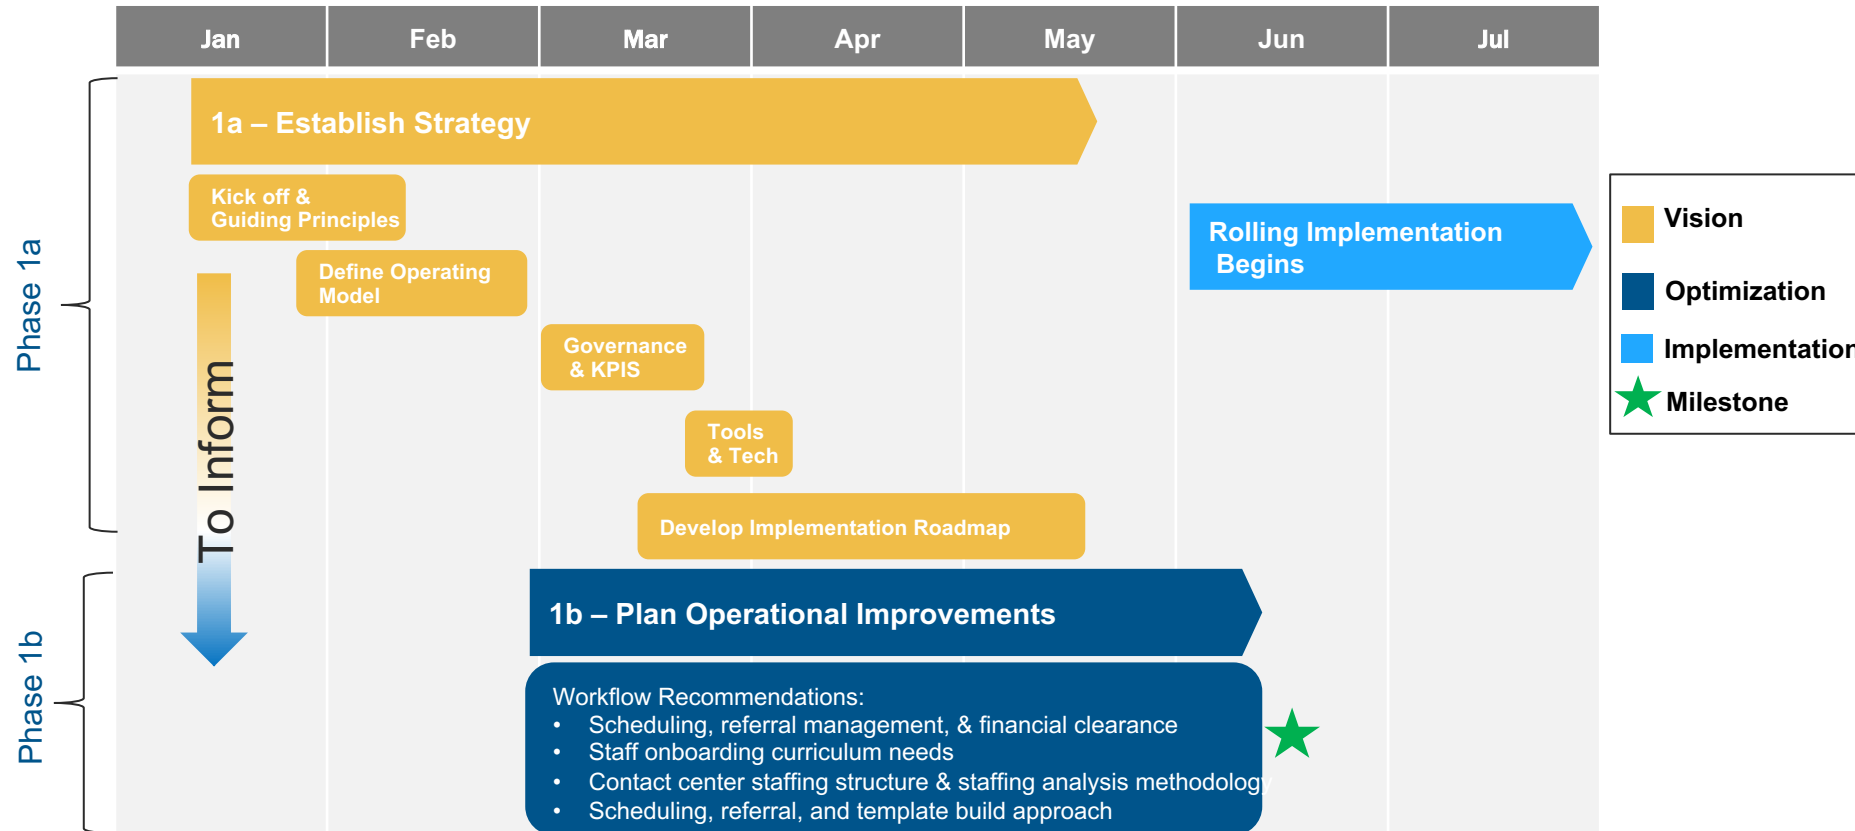 Jan
Feb
Mar
Apr
May
Jun
Jul
Phase 1a
1a – Establish Strategy
Kick off &
Guiding Principles
Define Operating
Model
Governance
& KPIS
Tools
& Tech
Develop Implementation Roadmap
To Inform
Rolling Implementation
Begins
Phase 1b
1b – Plan Operational Improvements
Workflow Recommendations:
• Scheduling, referral management, & financial clearance
• Staff onboarding curriculum needs
• Contact center staffing structure & staffing analysis methodology
• Scheduling, referral, and template build approach
Vision
Optimization
Implementation
Milestone